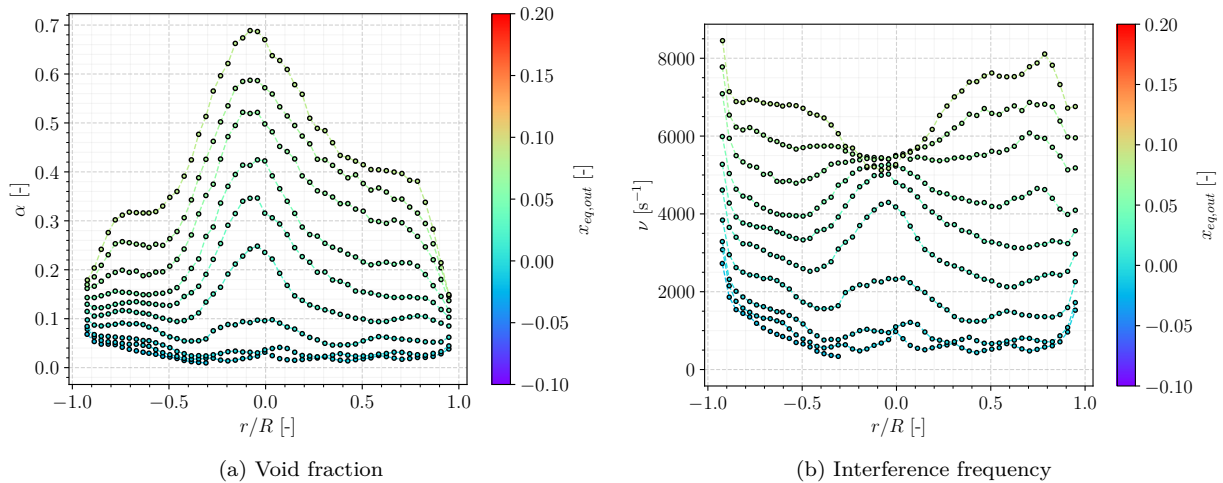 0.7
0.6
0.5
0.4
0.3
0.2
0.1
0.0
α [-]
−1.0 −0.5 0.0 0.5 1.0
r/R [-]
0.20
0.15
0.10
0.05
0.00
−0.05
−0.10
x_{eq,out} [-]
(a) Void fraction
8000
6000
4000
2000
0
ν [s⁻¹]
−1.0 −0.5 0.0 0.5 1.0
r/R [-]
0.20
0.15
0.10
0.05
0.00
−0.05
−0.10
x_{eq,out} [-]
(b) Interference frequency